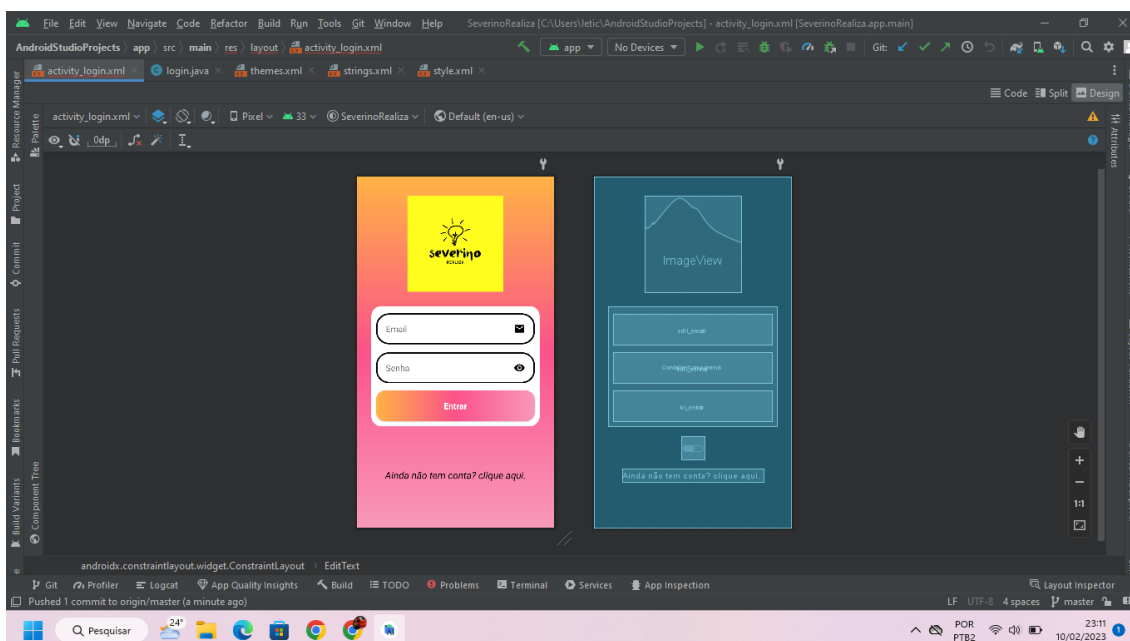 File Edit View Navigate Code Refactor Build Run Tools Git Window Help SeverinoRealiza [C:\Users\letic\AndroidStudioProjects] - activity_login.xml [SeverinoRealiza.app.main]
AndroidStudioProjects app src main res layout activity_login.xml app No Devices Git:
activity_login.xml login.java themes.xml strings.xml style.xml
Code Split Design
activity_login.xml Pixel 33 SeverinoRealiza Default (en-us)
0dp
Resource Manager
Project
Commit
Pull Requests
Bookmarks
Build Variants
Palette
Component Tree
Attributes
severino
REALIZA
Email
Senha
Entrar
Ainda não tem conta? clique aqui.
ImageView
edit_email
bt_entrar
Ainda não tem conta? clique aqui.
1:1
androidx.constraintlayout.widget.ConstraintLayout EditText
Git Profiler Logcat App Quality Insights Build TODO Problems Terminal Services App Inspection Layout Inspector
Pushed 1 commit to origin/master (a minute ago) LF UTF-8 4 spaces master
24°
Pesquisar
POR
PTB2
23:11
10/02/2023
1